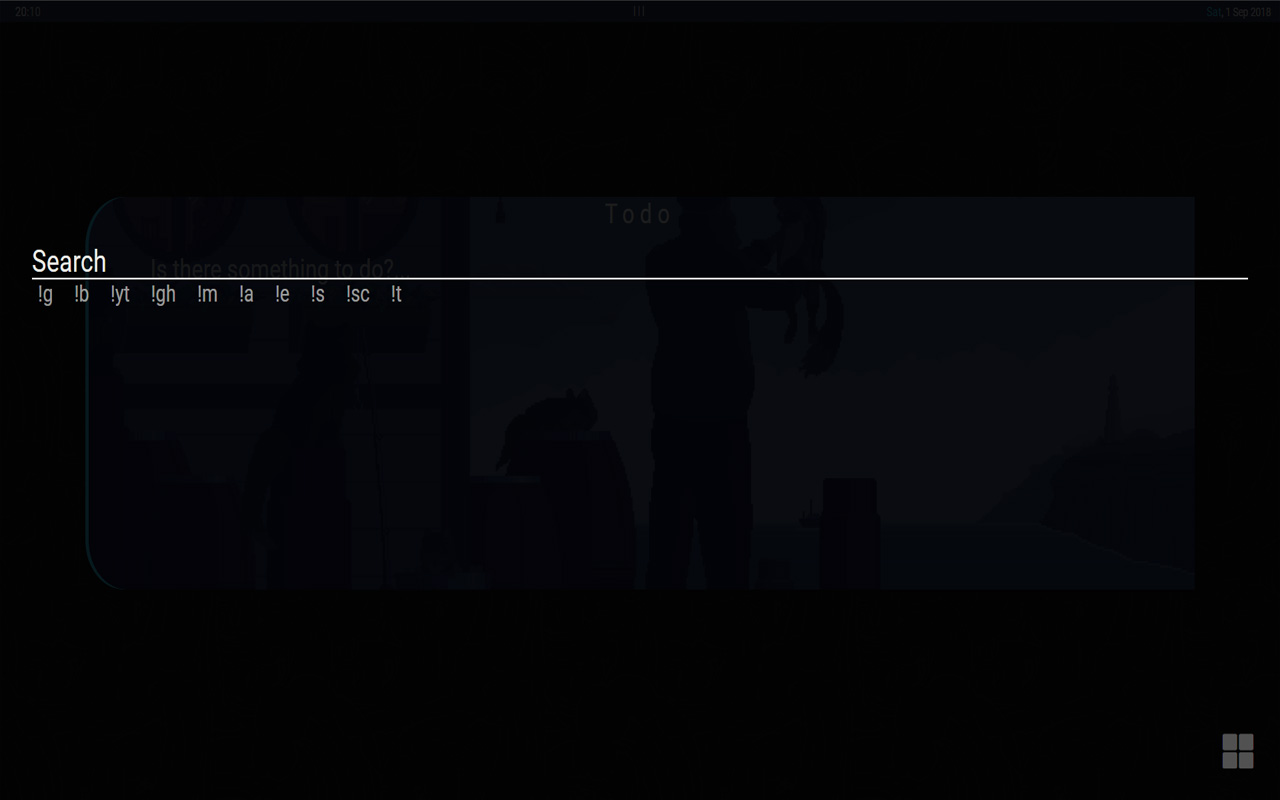 20:10
Sat, 1 Sep 2018
Todo
Search
Is there something to do?...
!g !b !yt !gh !m !a !e !s !sc !t